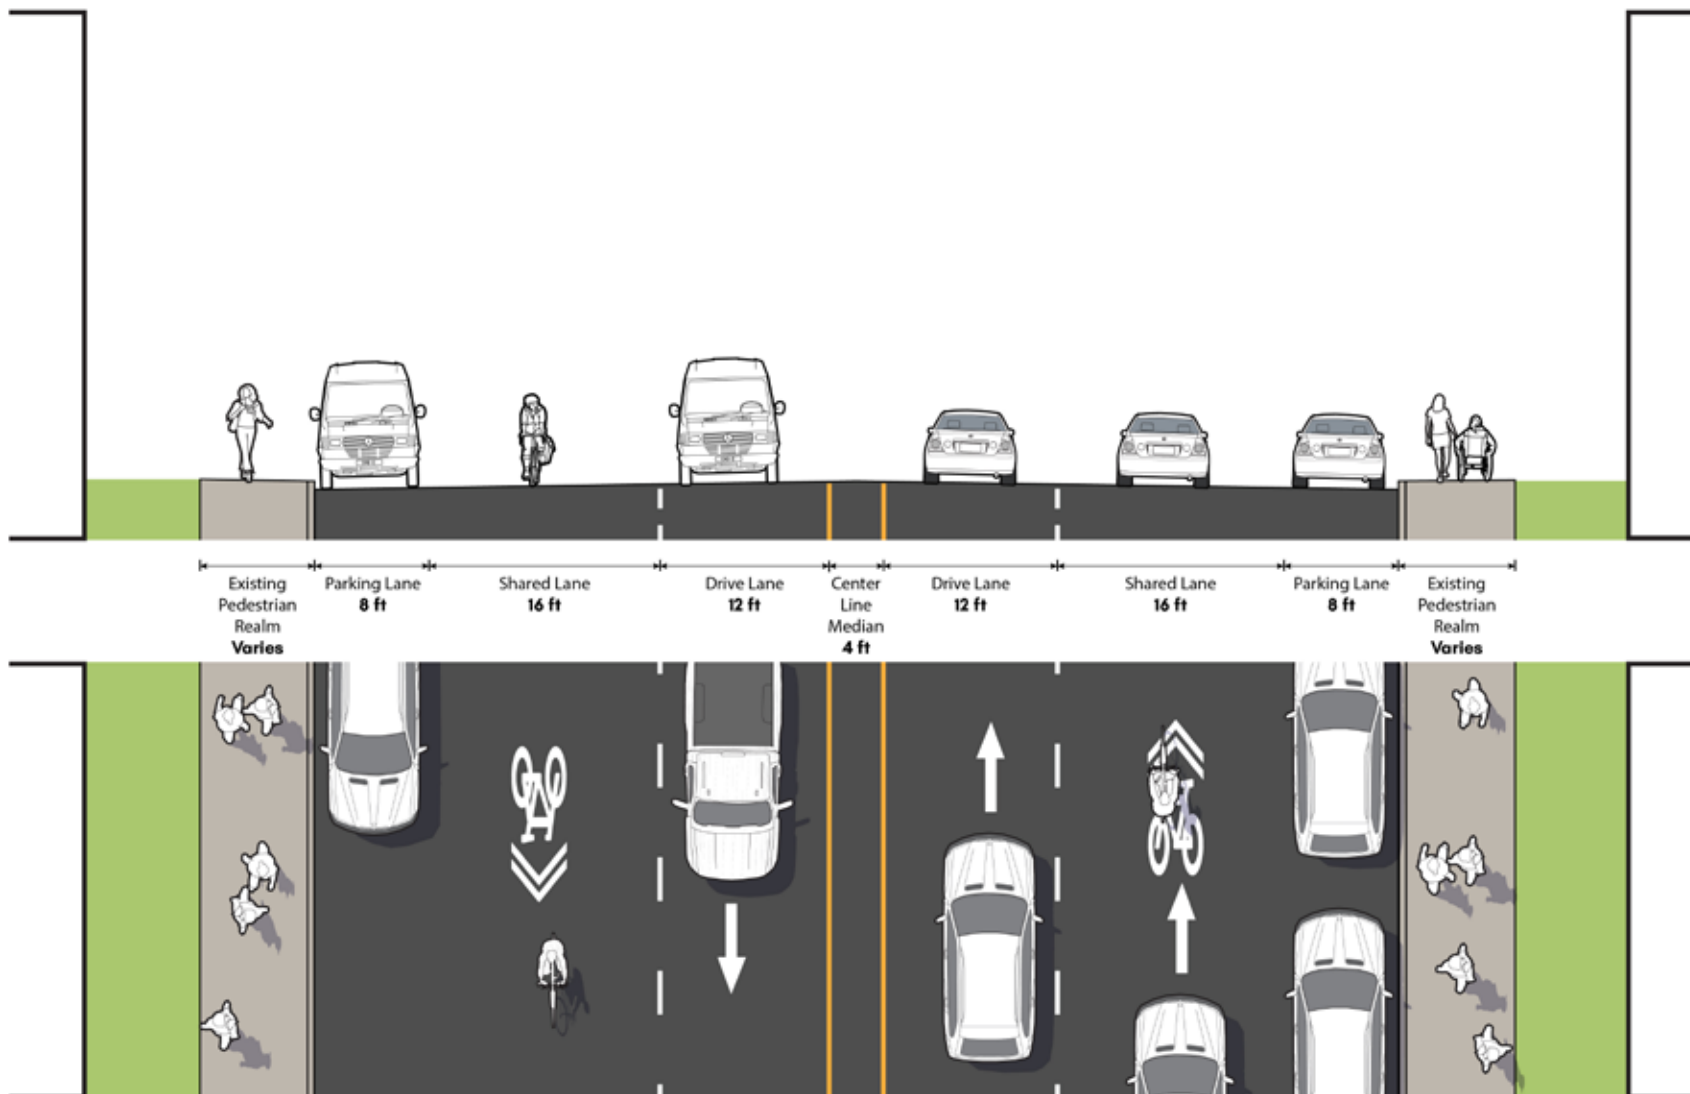 Existing
Pedestrian
Realm
Varies
Parking Lane
8 ft
Shared Lane
16 ft
Drive Lane
12 ft
Center
Line
Median
4 ft
Drive Lane
12 ft
Shared Lane
16 ft
Parking Lane
8 ft
Existing
Pedestrian
Realm
Varies